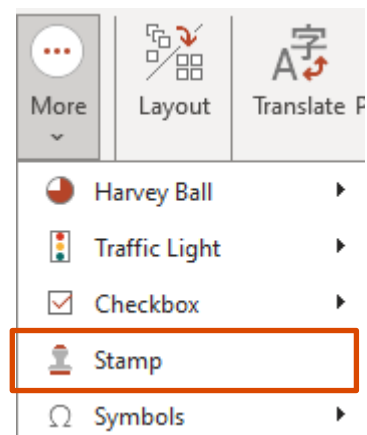 More
Layout
Translate
Harvey Ball
Traffic Light
Checkbox
Stamp
Ω Symbols